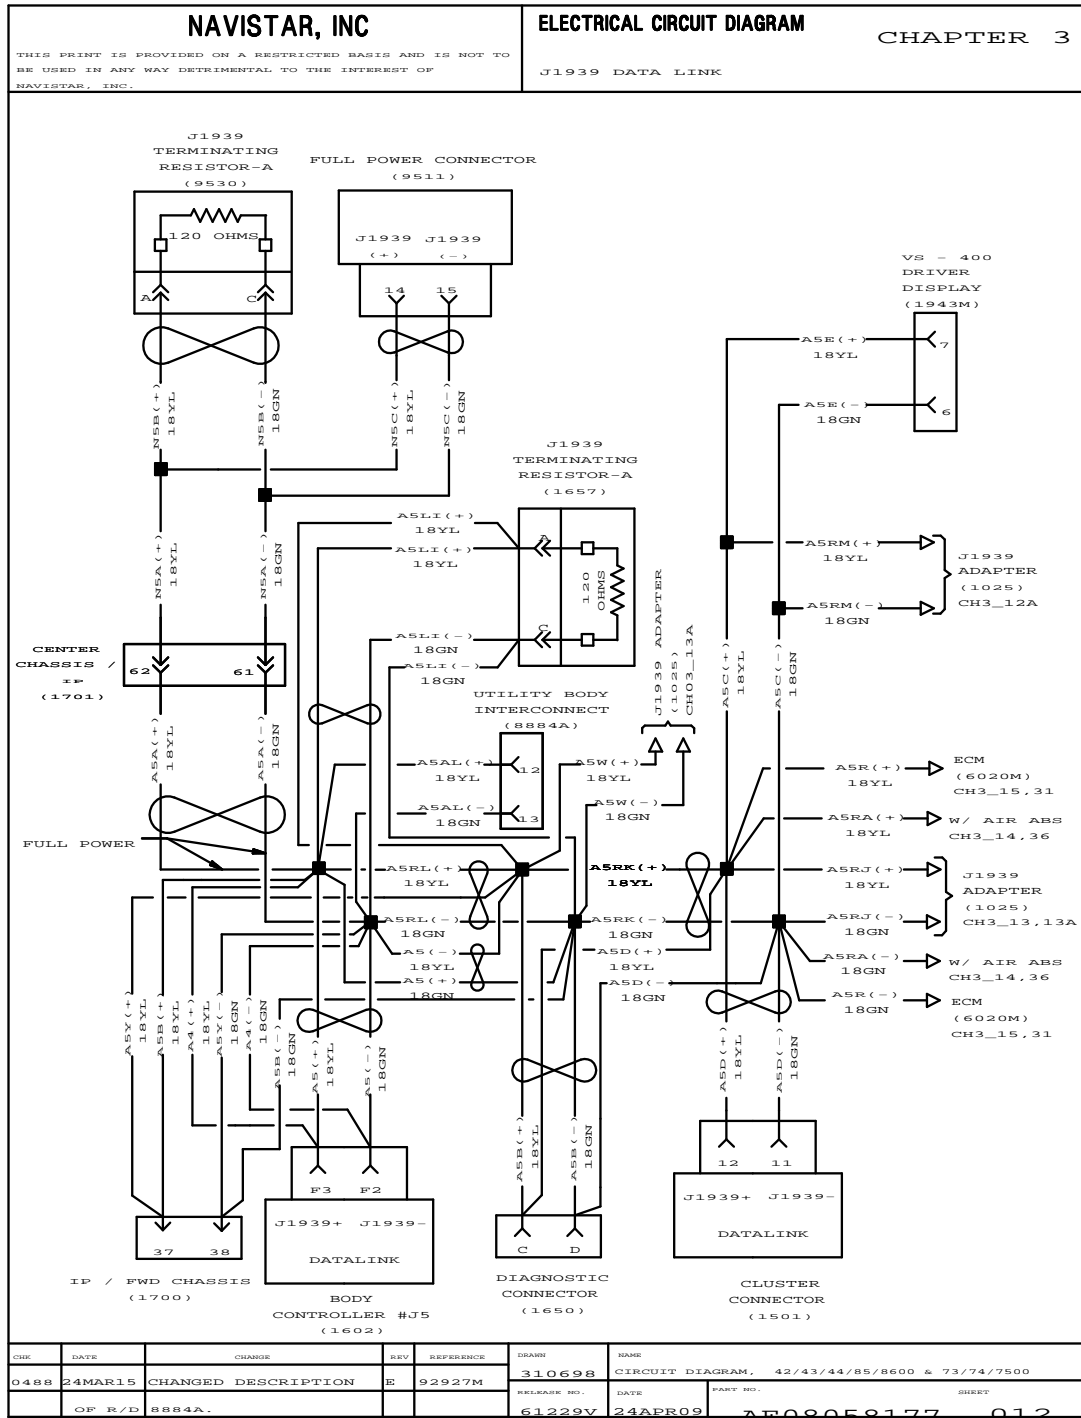 NAVISTAR, INC
THIS PRINT IS PROVIDED ON A RESTRICTED BASIS AND IS NOT TO
BE USED IN ANY WAY DETRIMENTAL TO THE INTEREST OF
NAVISTAR, INC.
ELECTRICAL CIRCUIT DIAGRAM
CHAPTER 3
J1939 DATA LINK
J1939
TERMINATING
RESISTOR-A
(9530)
120 OHMS
A
C
FULL POWER CONNECTOR
(9511)
J1939 J1939
(+) (-)
14 15
VS - 400
DRIVER
DISPLAY
(1943M)
7
6
A5E(+)
18YL
A5E(-)
18GN
N5B(+)
18YL
N5B(-)
18GN
N5C(+)
18YL
N5C(-)
18GN
J1939
TERMINATING
RESISTOR-A
(1657)
A
C
120
OHMS
A5LI(+)
18YL
A5LI(+)
18YL
A5LI(-)
18GN
A5LI(-)
18GN
N5A(+)
18YL
N5A(-)
18GN
A5RM(+)
18YL
A5RM(-)
18GN
J1939
ADAPTER
(1025)
CH3_12A
CENTER
CHASSIS /
IP
(1701)
62
61
J1939 ADAPTER
(1025)
CH03_13A
A5C(+)
18YL
A5C(-)
18GN
UTILITY BODY
INTERCONNECT
(8884A)
12
13
A5A(+)
18YL
A5A(-)
18GN
A5AL(+)
18YL
A5AL(-)
18GN
A5W(+)
18YL
A5W(-)
18GN
A5R(+)
18YL
ECM
(6020M)
CH3_15,31
A5RA(+)
18YL
W/ AIR ABS
CH3_14,36
FULL POWER
A5RL(+)
18YL
A5RK(+)
18YL
A5RJ(+)
18YL
J1939
ADAPTER
(1025)
CH3_13,13A
A5RL(-)
18GN
A5RK(-)
18GN
A5RJ(-)
18GN
A5(-)
18YL
A5D(+)
18YL
A5RA(-)
18GN
W/ AIR ABS
CH3_14,36
A5(+)
18GN
A5D(-)
18GN
A5R(-)
18GN
ECM
(6020M)
CH3_15,31
A5Y(+)
18YL
A5B(+)
18YL
A4(+)
18YL
A5Y(-)
18GN
A4(-)
18GN
A5B(-)
18GN
A5(+)
18YL
A5(-)
18GN
A5B(+)
18YL
A5B(-)
18GN
A5D(+)
18YL
A5D(-)
18GN
37 38
IP / FWD CHASSIS
(1700)
F3 F2
J1939+ J1939-
DATALINK
BODY
CONTROLLER #J5
(1602)
C D
DIAGNOSTIC
CONNECTOR
(1650)
12 11
J1939+ J1939-
DATALINK
CLUSTER
CONNECTOR
(1501)
CHK DATE CHANGE REV REFERENCE
0488 24MAR15 CHANGED DESCRIPTION E 92927M
OF R/D 8884A.
DRAWN
310698
NAME
CIRCUIT DIAGRAM, 42/43/44/85/8600 & 73/74/7500
RELEASE NO.
61229V
DATE
24APR09
PART NO.
AE08058177
SHEET
012